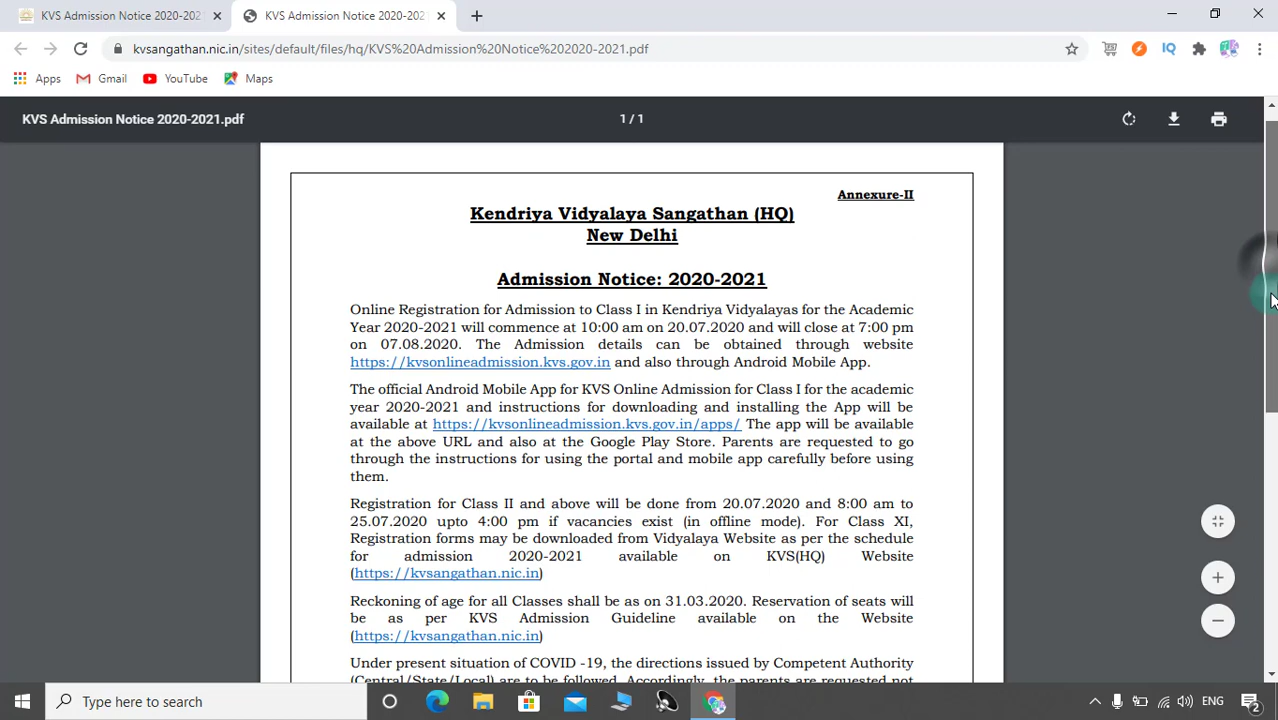 KVS Admission Notice 2020-202
KVS Admission Notice 2020-202
kvsangathan.nic.in/sites/default/files/hq/KVS%20Admission%20Notice%202020-2021.pdf
IQ
Apps
Gmail
YouTube
Maps
KVS Admission Notice 2020-2021.pdf
1 / 1
Annexure-II
Kendriya Vidyalaya Sangathan (HQ)
New Delhi
Admission Notice: 2020-2021
Online Registration for Admission to Class I in Kendriya Vidyalayas for the Academic
Year 2020-2021 will commence at 10:00 am on 20.07.2020 and will close at 7:00 pm
on 07.08.2020. The Admission details can be obtained through website
https://kvsonlineadmission.kvs.gov.in and also through Android Mobile App.
The official Android Mobile App for KVS Online Admission for Class I for the academic
year 2020-2021 and instructions for downloading and installing the App will be
available at https://kvsonlineadmission.kvs.gov.in/apps/ The app will be available
at the above URL and also at the Google Play Store. Parents are requested to go
through the instructions for using the portal and mobile app carefully before using
them.
Registration for Class II and above will be done from 20.07.2020 and 8:00 am to
25.07.2020 upto 4:00 pm if vacancies exist (in offline mode). For Class XI,
Registration forms may be downloaded from Vidyalaya Website as per the schedule
for admission 2020-2021 available on KVS(HQ) Website
(https://kvsangathan.nic.in)
Reckoning of age for all Classes shall be as on 31.03.2020. Reservation of seats will
be as per KVS Admission Guideline available on the Website
(https://kvsangathan.nic.in)
Under present situation of COVID -19, the directions issued by Competent Authority
(Central/State/Local) are to be followed. Accordingly, the parents are requested not
Type here to search
ENG
2